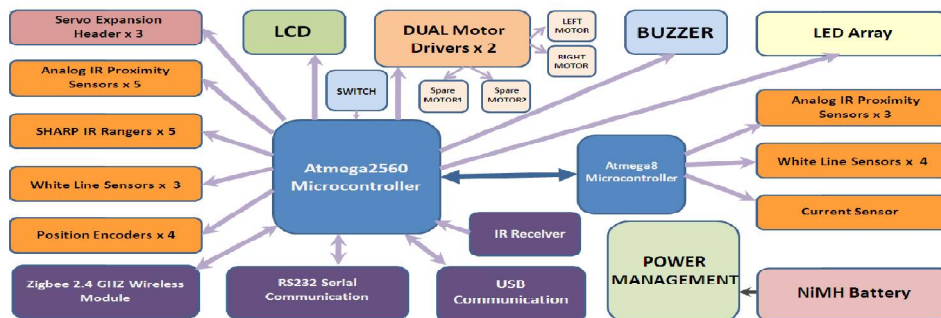 Servo Expansion
Header x 3
LCD
DUAL Motor
Drivers x 2
LEFT
MOTOR
RIGHT
MOTOR
BUZZER
LED Array
Analog IR Proximity
Sensors x 5
SWITCH
Spare
MOTOR1
Spare
MOTOR2
Analog IR Proximity
Sensors x 3
SHARP IR Rangers x 5
Atmega2560
Microcontroller
Atmega8
Microcontroller
White Line Sensors x 4
White Line Sensors x 3
Current Sensor
Position Encoders x 4
IR Receiver
POWER
MANAGEMENT
Zigbee 2.4 GHZ Wireless
Module
RS232 Serial
Communication
USB
Communication
NiMH Battery